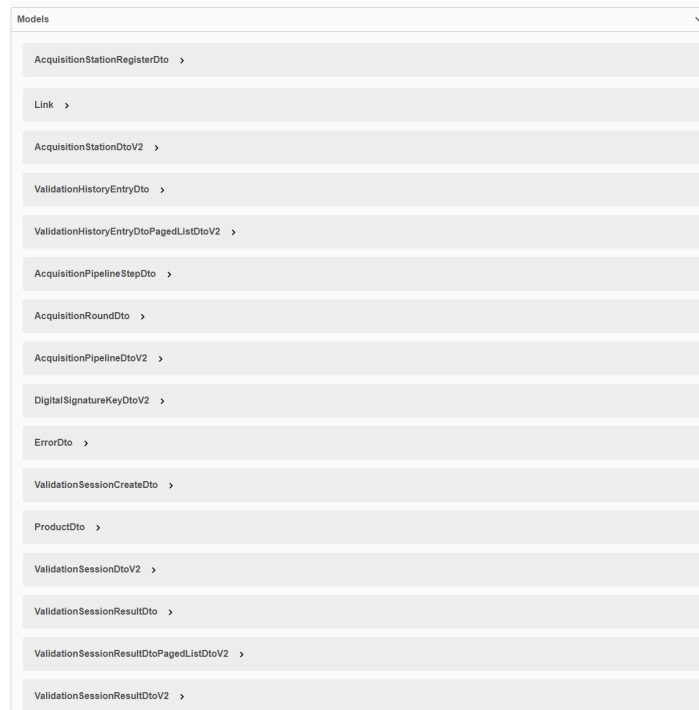 Models
AcquisitionStationRegisterDto
Link
AcquisitionStationDtoV2
ValidationHistoryEntryDto
ValidationHistoryEntryDtoPagedListDtoV2
AcquisitionPipelineStepDto
AcquisitionRoundDto
AcquisitionPipelineDtoV2
DigitalSignatureKeyDtoV2
ErrorDto
ValidationSessionCreateDto
ProductDto
ValidationSessionDtoV2
ValidationSessionResultDto
ValidationSessionResultDtoPagedListDtoV2
ValidationSessionResultDtoV2